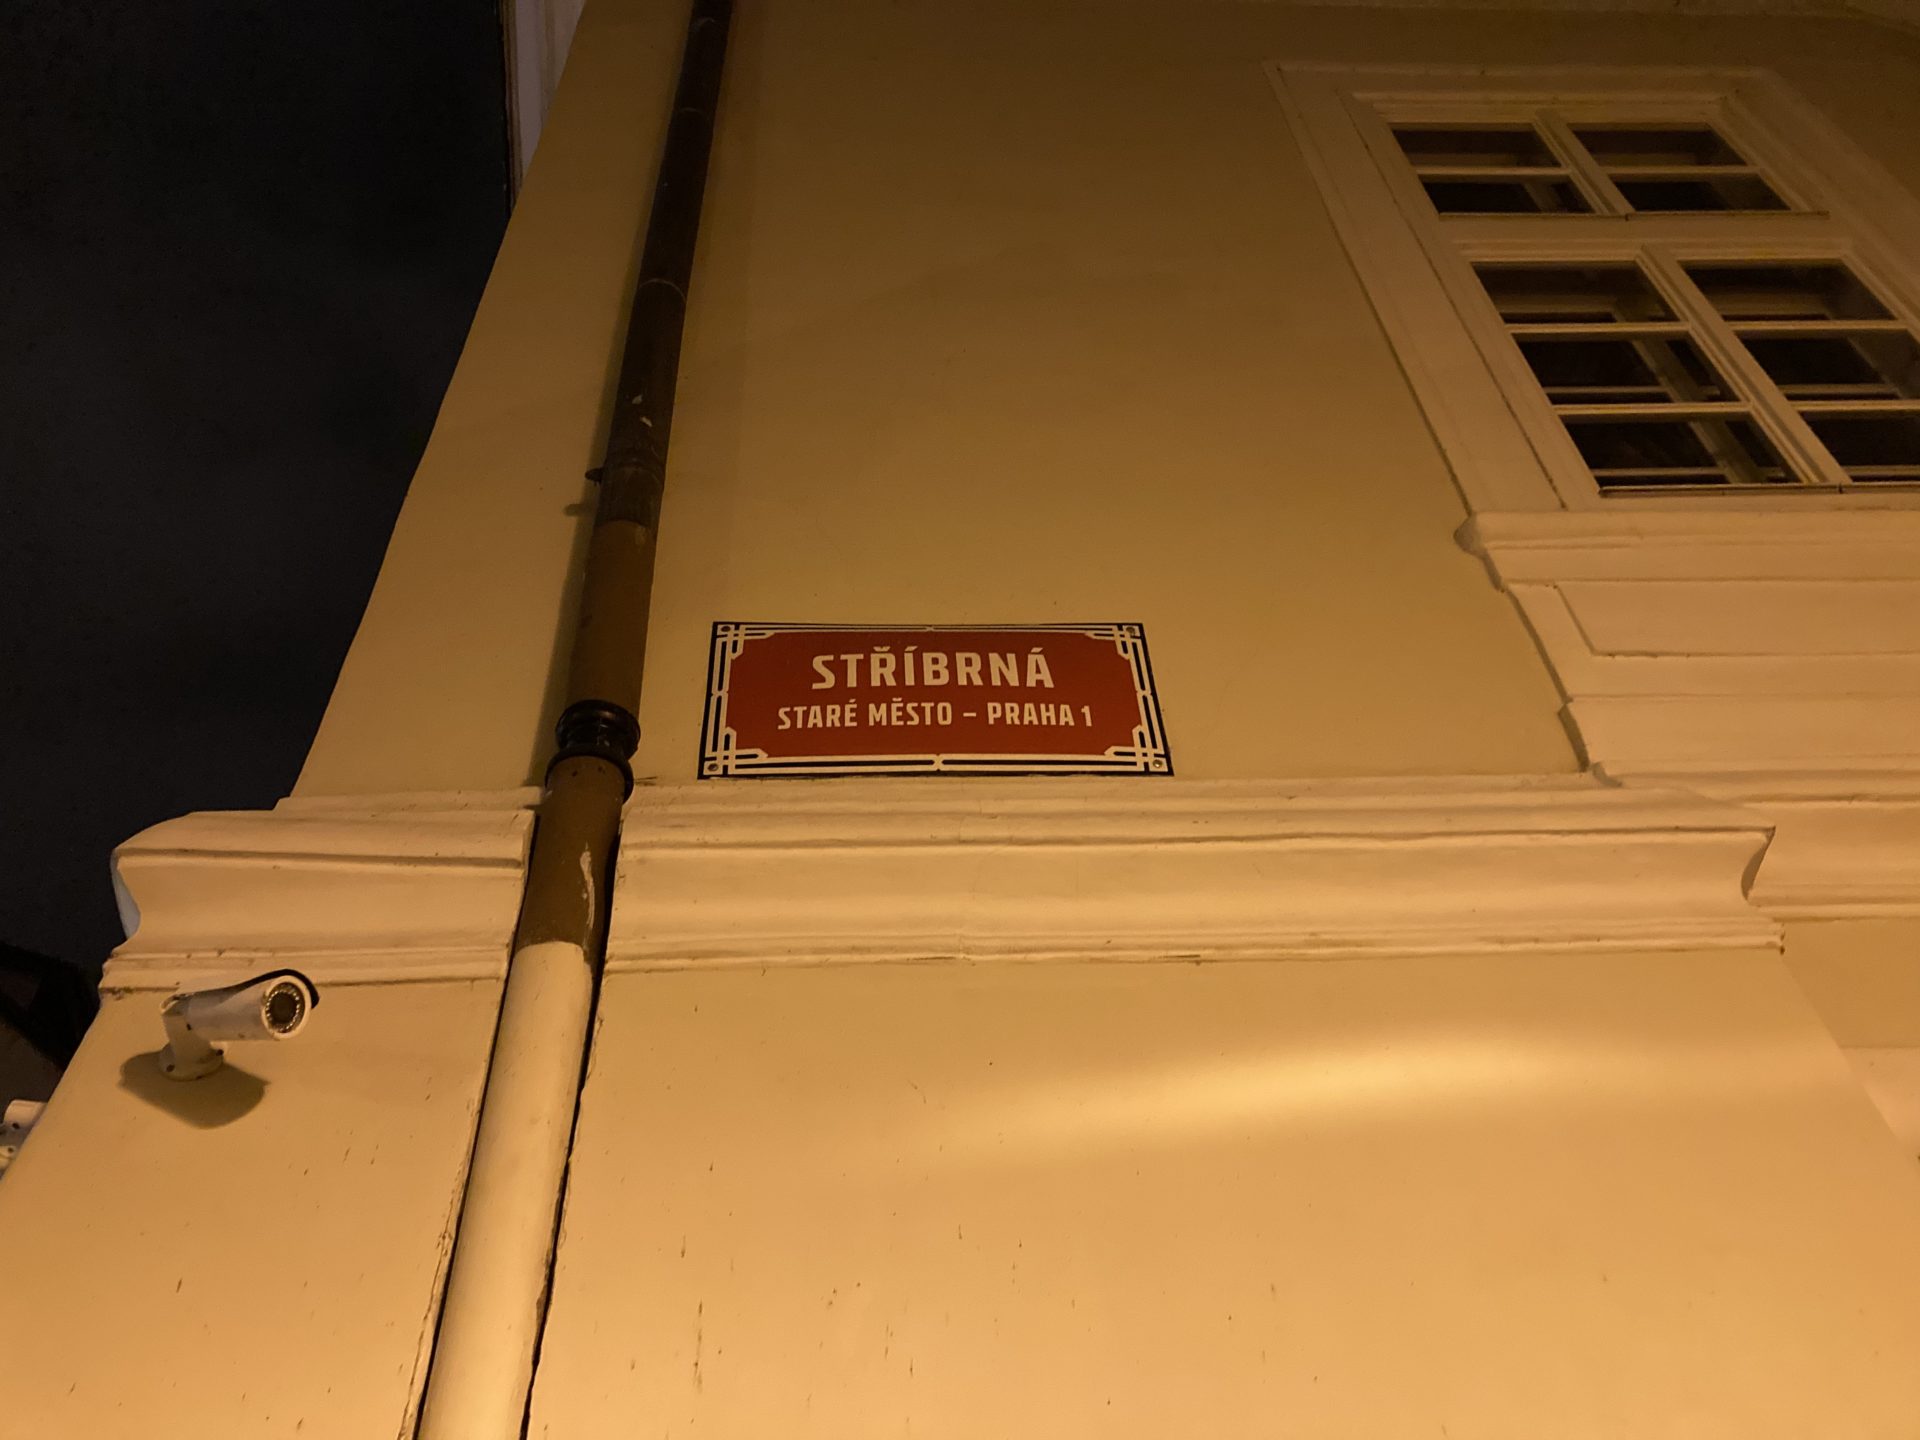 STŘÍBRNÁ
STARÉ MĚSTO – PRAHA 1